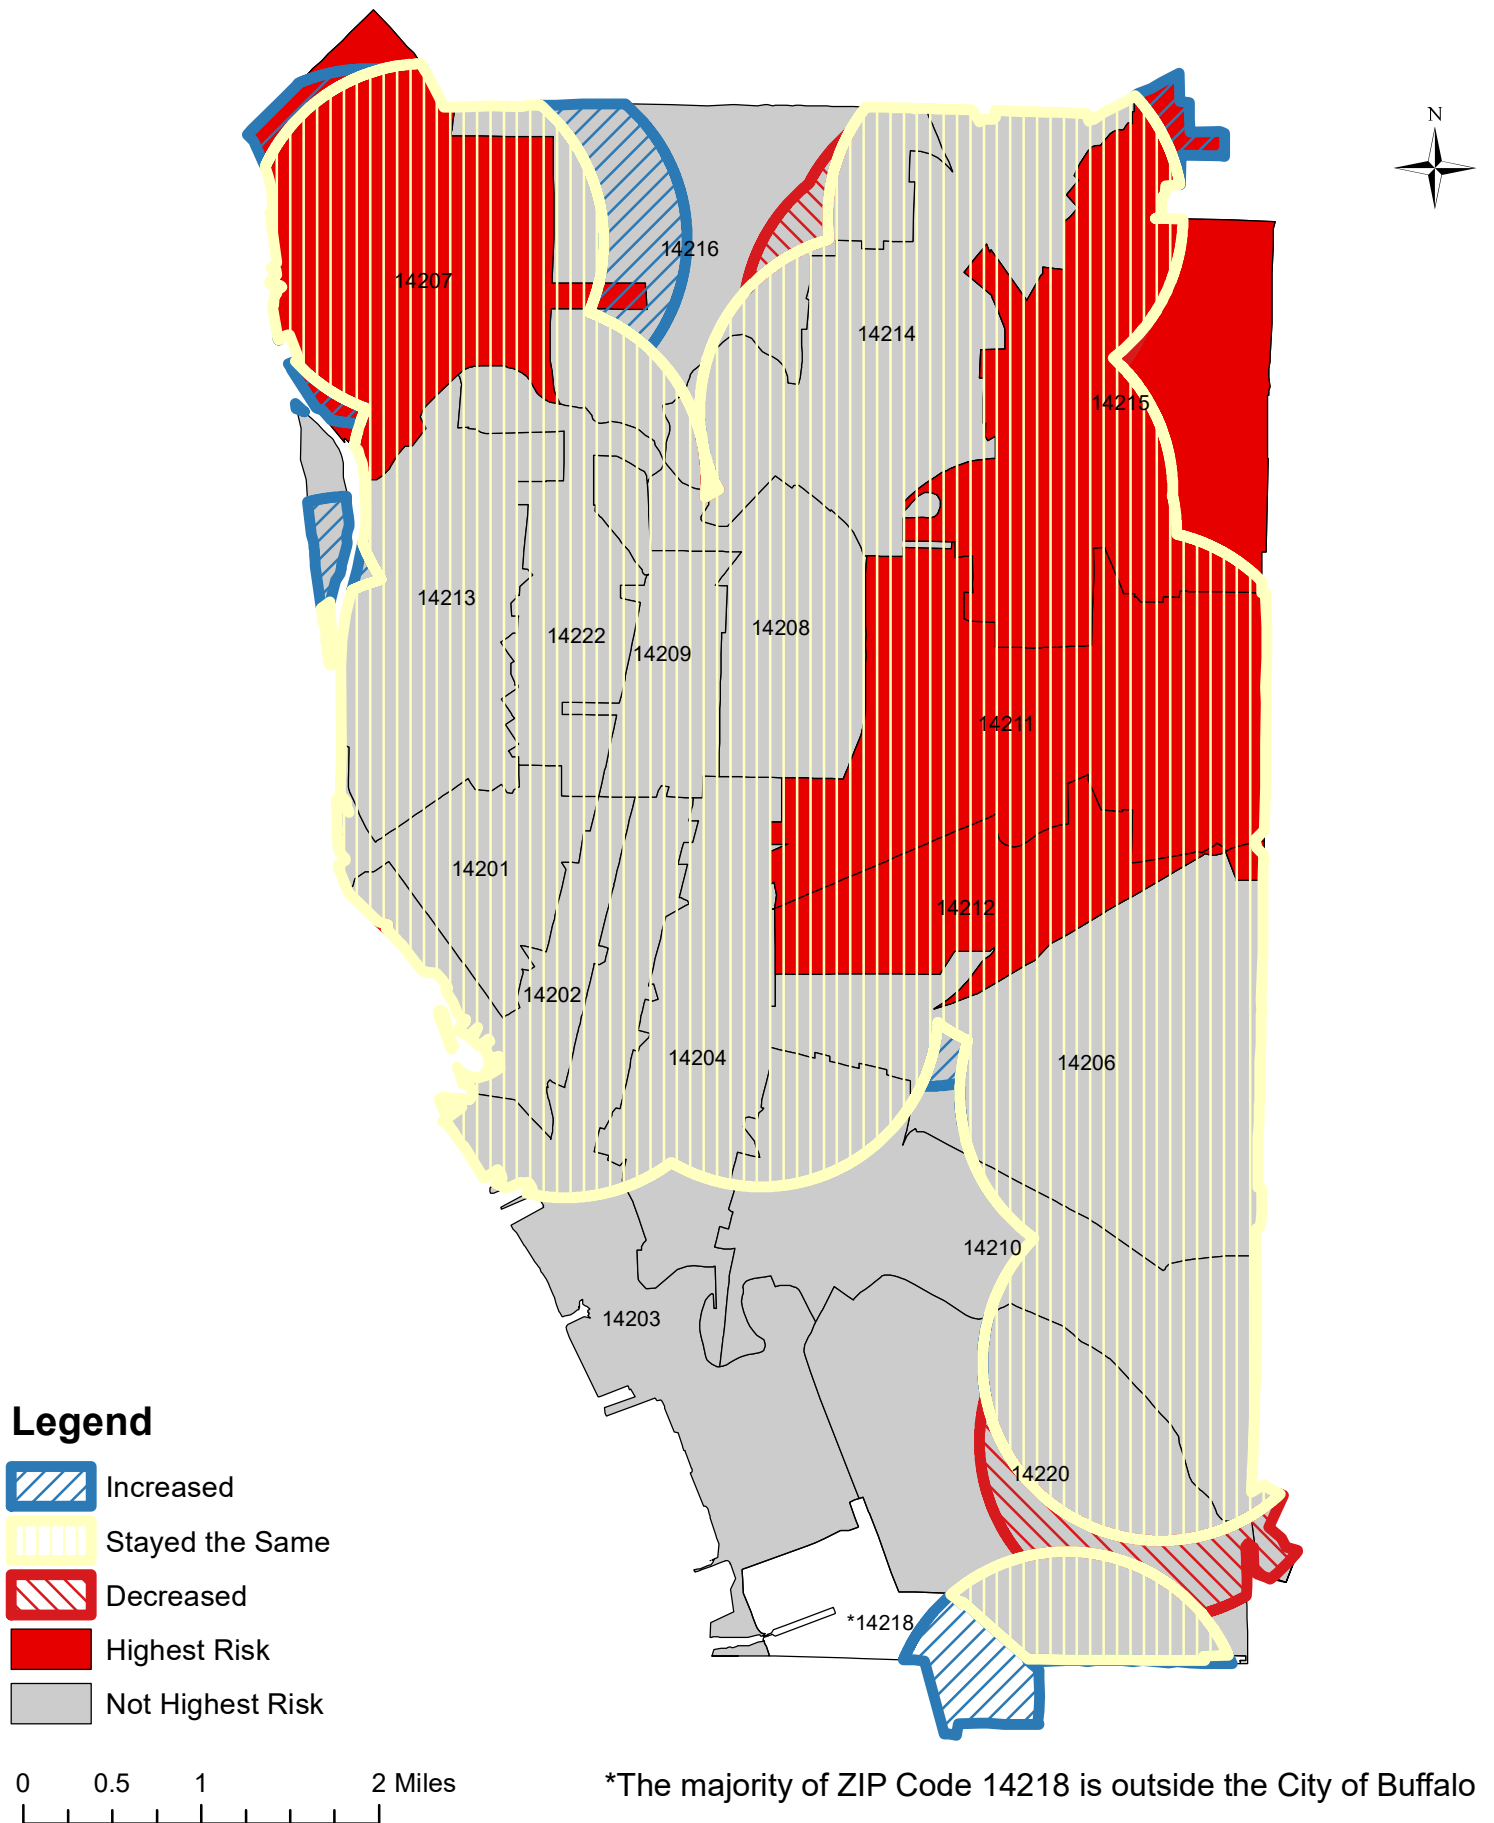 N
14216
14207
14214
14215
14213
14222
14208
14209
14211
14201
14212
14202
14204
14206
14210
14203
14220
*14218
Legend
Increased
Stayed the Same
Decreased
Highest Risk
Not Highest Risk
0 0.5 1 2 Miles
*The majority of ZIP Code 14218 is outside the City of Buffalo